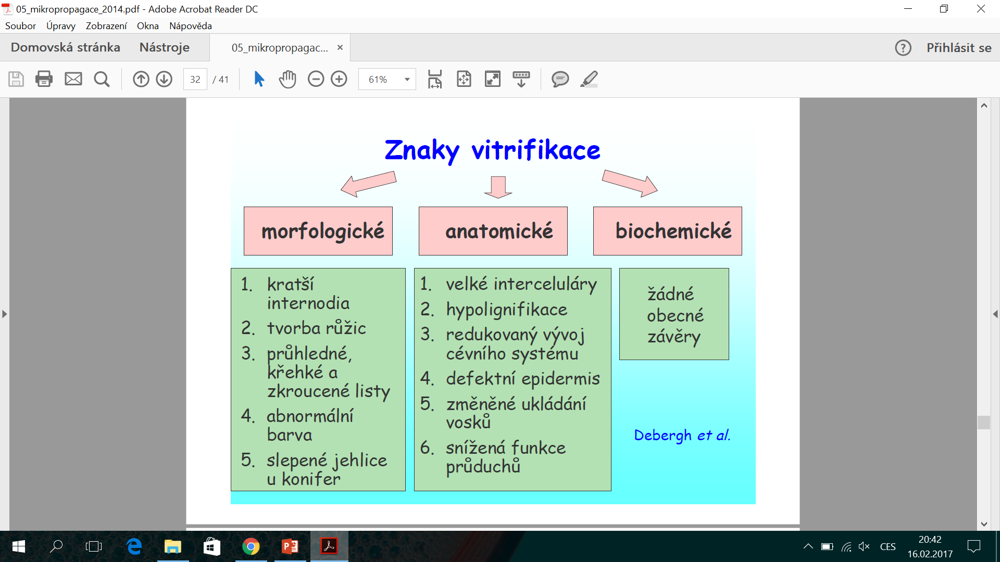 05_mikropropagace_2014.pdf - Adobe Acrobat Reader DC
Soubor Úpravy Zobrazení Okna Nápověda
Domovská stránka Nástroje 05_mikropropagac... × Přihlásit se
32 / 41 61%
Znaky vitrifikace
morfologické
anatomické
biochemické
1. kratší
internodia
2. tvorba růžic
3. průhledné,
křehké a
zkroucené listy
4. abnormální
barva
5. slepené jehlice
u konifer
1. velké interceluláry
2. hypolignifikace
3. redukovaný vývoj
cévního systému
4. defektní epidermis
5. změněné ukládání
vosků
6. snížená funkce
průduchů
žádné
obecné
závěry
Debergh et al.
CES
20:42
16.02.2017